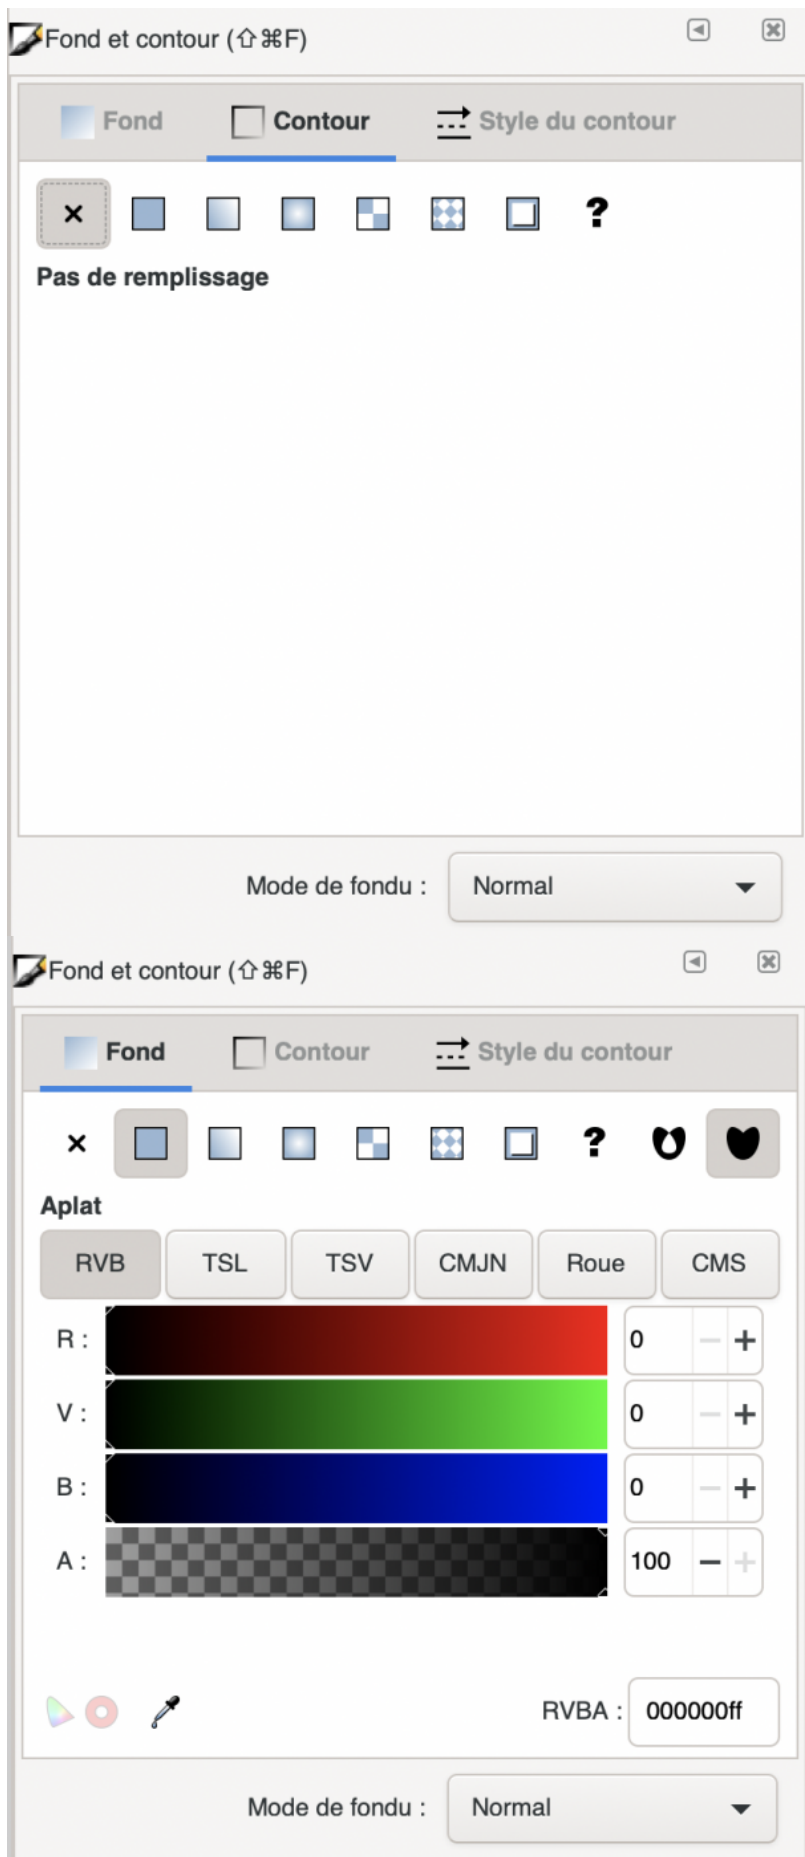 Fond et contour (⇧⌘F)
Fond Contour Style du contour
?
Pas de remplissage
Mode de fondu : Normal
Fond et contour (⇧⌘F)
Fond Contour Style du contour
?
Aplat
RVB TSL TSV CMJN Roue CMS
R : 0 − +
V : 0 − +
B : 0 − +
A : 100 − +
RVBA : 000000ff
Mode de fondu : Normal